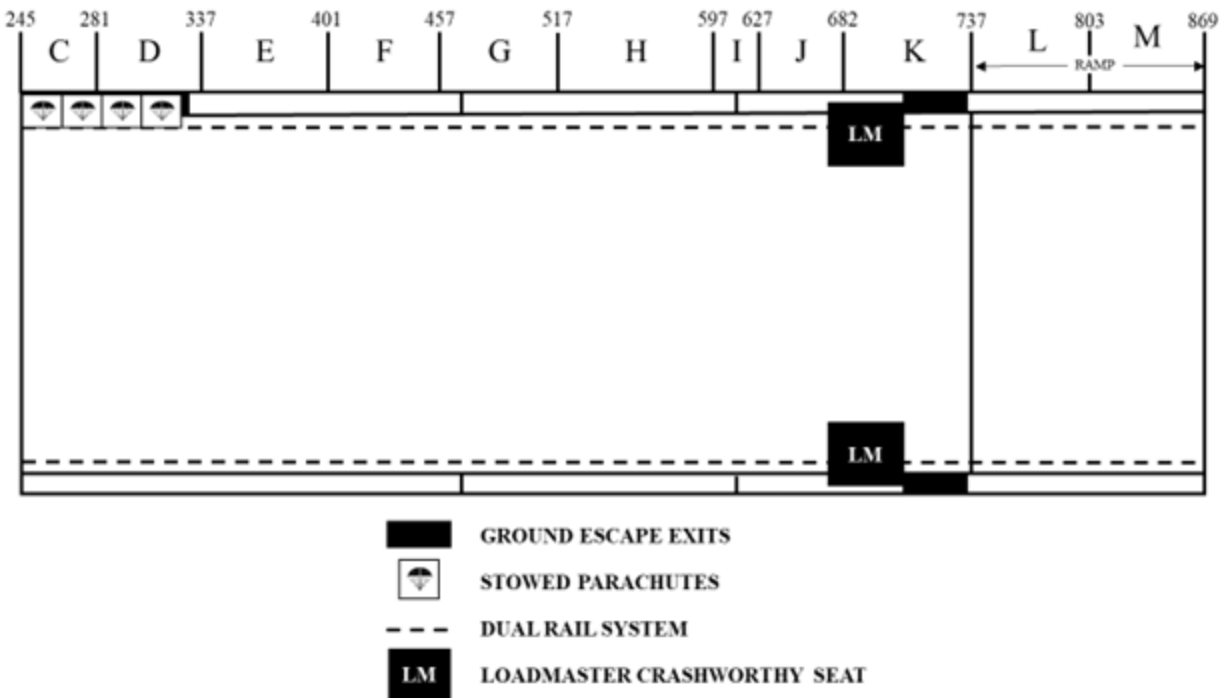 245 281 337 401 457 517 597 627 682 737 803 869
C D E F G H I J K L M
RAMP
LM
LM
GROUND ESCAPE EXITS
STOWED PARACHUTES
DUAL RAIL SYSTEM
LM LOADMASTER CRASHWORTHY SEAT